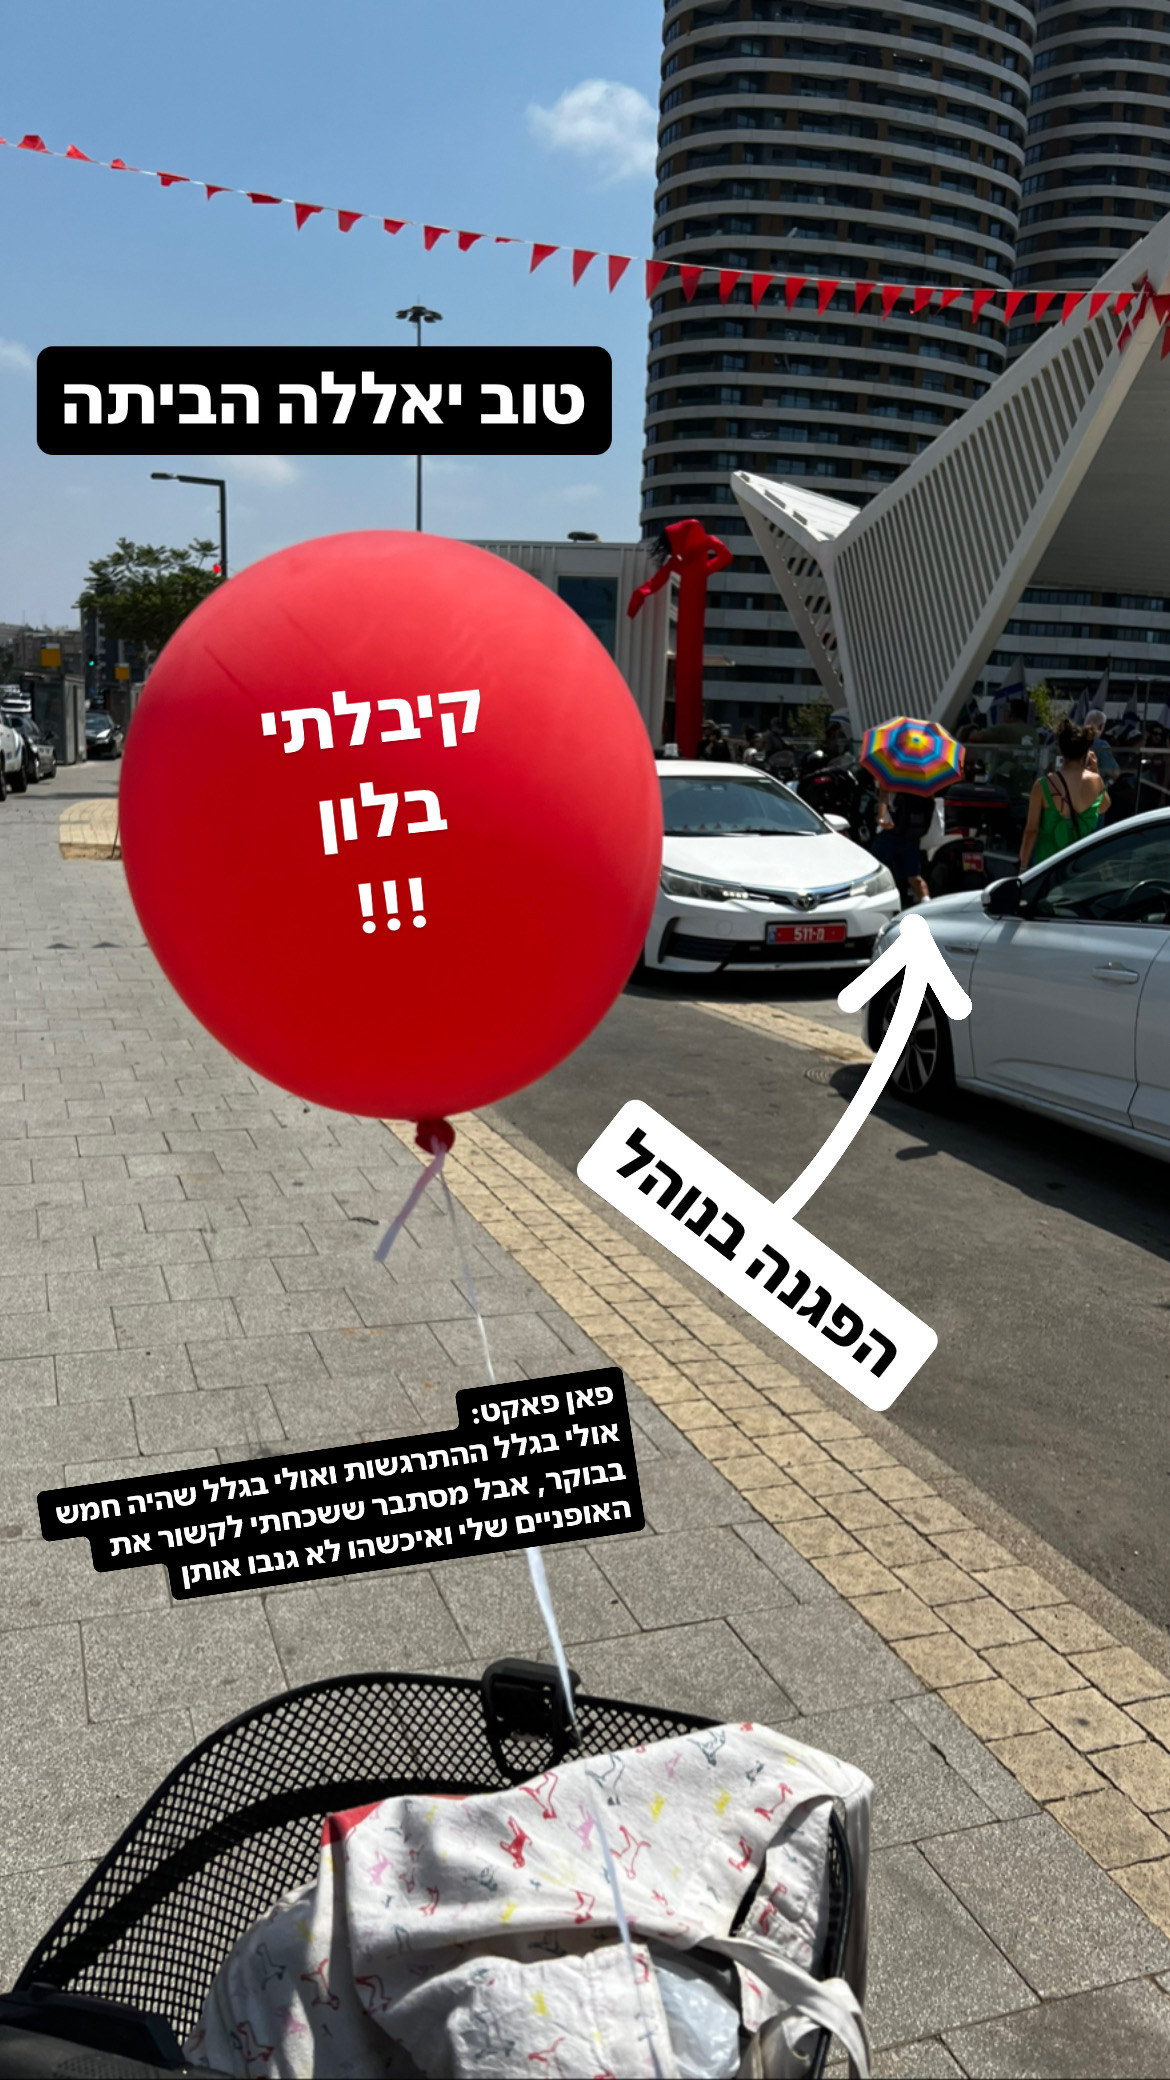 טוב יאללה הביתה
קיבלתי
בלון
!!!
511-מ
הפגנה בנוהל
פאן פאקט:
אולי בגלל ההתרגשות ואולי בגלל שהיה חמש
בבוקר, אבל מסתבר ששכחתי לקשור את
האופניים שלי ואיכשהו לא גנבו אותן